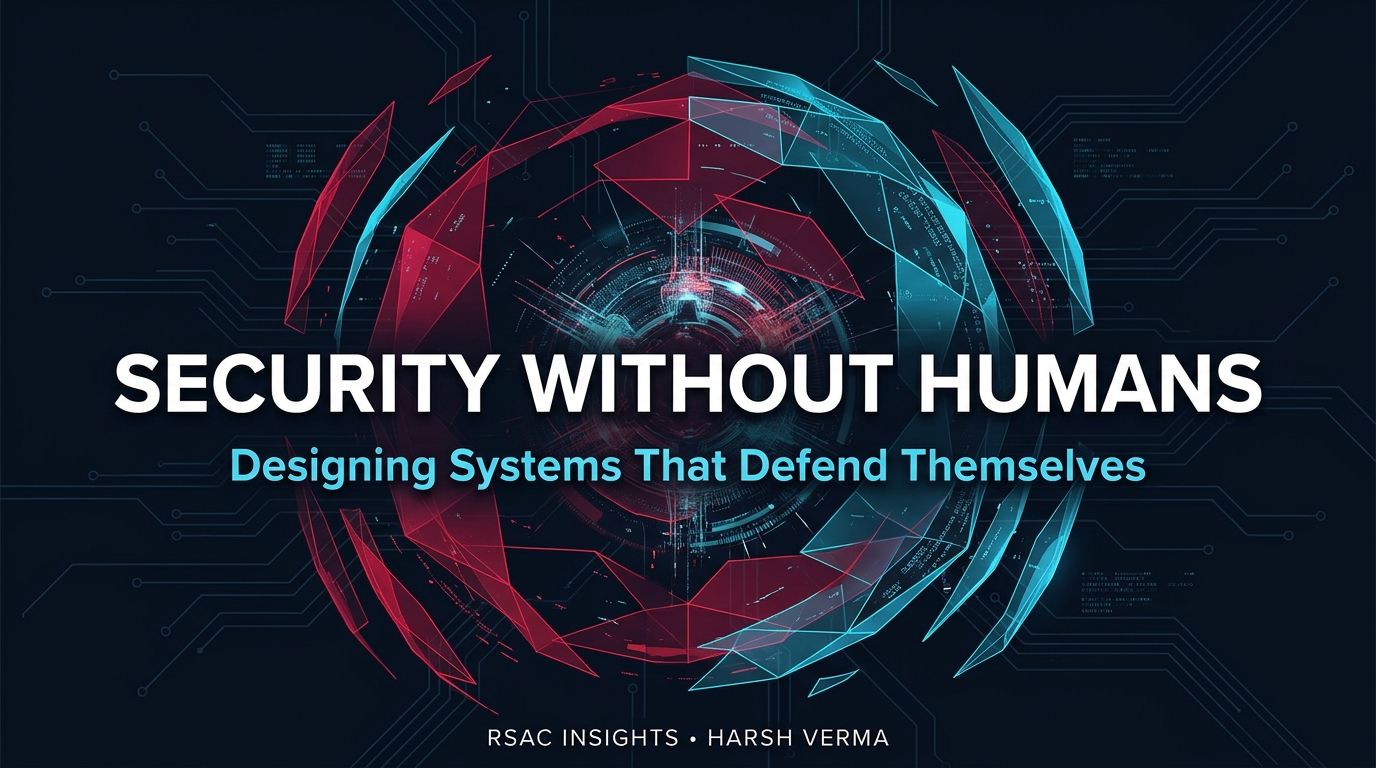 SECURITY WITHOUT HUMANS
Designing Systems That Defend Themselves
RSAC INSIGHTS • HARSH VERMA